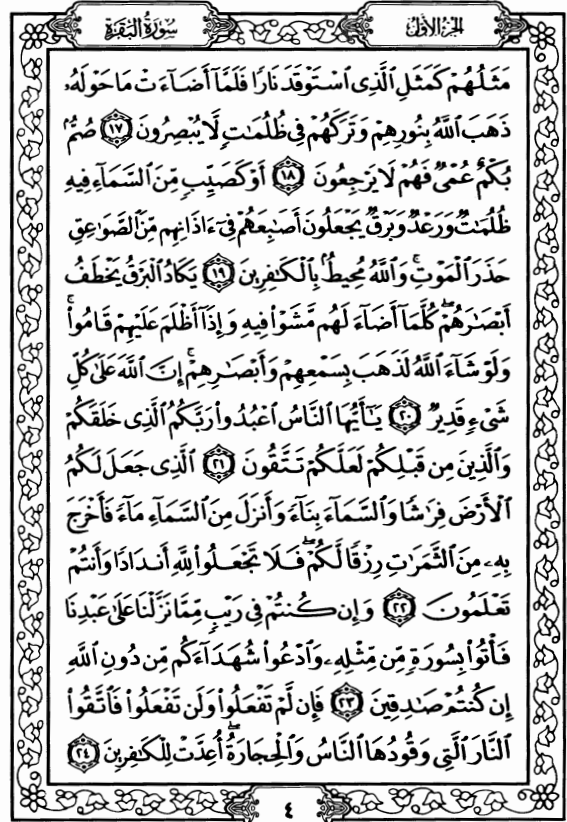 الجزء الأول
سورة البقرة
مَثَلُهُمْ كَمَثَلِ ٱلَّذِى ٱسْتَوْقَدَ نَارًا فَلَمَّآ أَضَآءَتْ مَا حَوْلَهُۥ
ذَهَبَ ٱللَّهُ بِنُورِهِمْ وَتَرَكَهُمْ فِى ظُلُمَـٰتٍ لَّا يُبْصِرُونَ ١٧ صُمٌّۢ
بُكْمٌ عُمْىٌ فَهُمْ لَا يَرْجِعُونَ ١٨ أَوْ كَصَيِّبٍ مِّنَ ٱلسَّمَآءِ فِيهِ
ظُلُمَـٰتٌ وَرَعْدٌ وَبَرْقٌ يَجْعَلُونَ أَصَـٰبِعَهُمْ فِىٓ ءَاذَانِهِم مِّنَ ٱلصَّوَٰعِقِ
حَذَرَ ٱلْمَوْتِ ۚ وَٱللَّهُ مُحِيطٌۢ بِٱلْكَـٰفِرِينَ ١٩ يَكَادُ ٱلْبَرْقُ يَخْطَفُ
أَبْصَـٰرَهُمْ ۖ كُلَّمَآ أَضَآءَ لَهُم مَّشَوْا۟ فِيهِ وَإِذَآ أَظْلَمَ عَلَيْهِمْ قَامُوا۟ ۚ
وَلَوْ شَآءَ ٱللَّهُ لَذَهَبَ بِسَمْعِهِمْ وَأَبْصَـٰرِهِمْ ۚ إِنَّ ٱللَّهَ عَلَىٰ كُلِّ
شَىْءٍ قَدِيرٌ ٢٠ يَـٰٓأَيُّهَا ٱلنَّاسُ ٱعْبُدُوا۟ رَبَّكُمُ ٱلَّذِى خَلَقَكُمْ
وَٱلَّذِينَ مِن قَبْلِكُمْ لَعَلَّكُمْ تَتَّقُونَ ٢١ ٱلَّذِى جَعَلَ لَكُمُ
ٱلْأَرْضَ فِرَٰشًا وَٱلسَّمَآءَ بِنَآءً وَأَنزَلَ مِنَ ٱلسَّمَآءِ مَآءً فَأَخْرَجَ
بِهِۦ مِنَ ٱلثَّمَرَٰتِ رِزْقًا لَّكُمْ ۖ فَلَا تَجْعَلُوا۟ لِلَّهِ أَندَادًا وَأَنتُمْ
تَعْلَمُونَ ٢٢ وَإِن كُنتُمْ فِى رَيْبٍ مِّمَّا نَزَّلْنَا عَلَىٰ عَبْدِنَا
فَأْتُوا۟ بِسُورَةٍ مِّن مِّثْلِهِۦ وَٱدْعُوا۟ شُهَدَآءَكُم مِّن دُونِ ٱللَّهِ
إِن كُنتُمْ صَـٰدِقِينَ ٢٣ فَإِن لَّمْ تَفْعَلُوا۟ وَلَن تَفْعَلُوا۟ فَٱتَّقُوا۟
ٱلنَّارَ ٱلَّتِى وَقُودُهَا ٱلنَّاسُ وَٱلْحِجَارَةُ ۖ أُعِدَّتْ لِلْكَـٰفِرِينَ ٢٤
٤